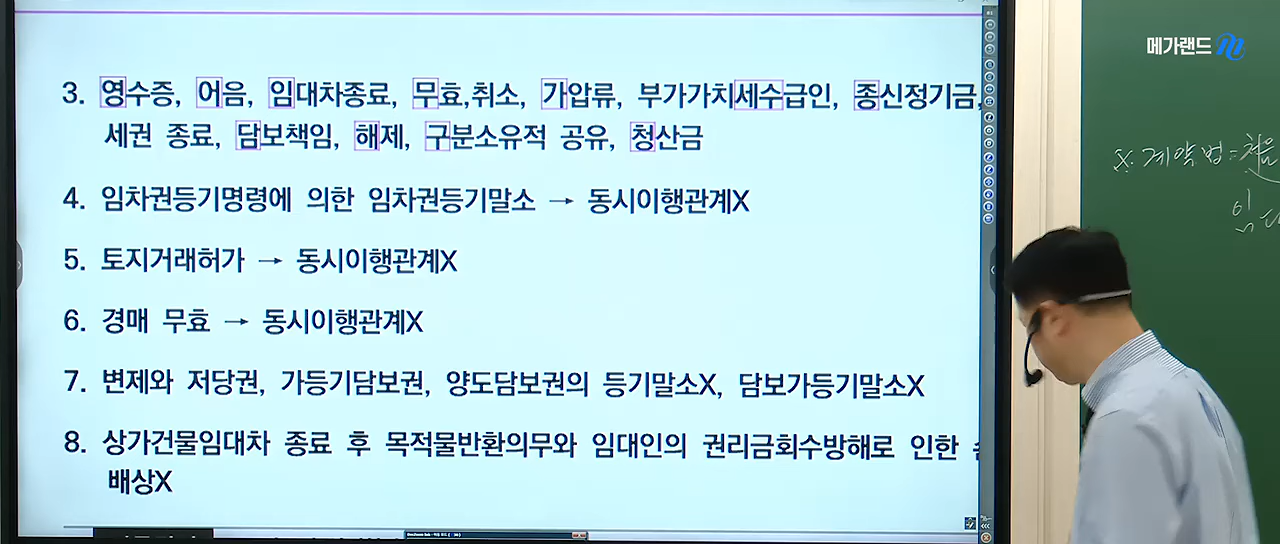 메가랜드
3. 영수증, 어음, 임대차종료, 무효,취소, 가압류, 부가가치세수급인, 종신정기금,
세권 종료, 담보책임, 해제, 구분소유적 공유, 청산금
4. 임차권등기명령에 의한 임차권등기말소 → 동시이행관계X
5. 토지거래허가 → 동시이행관계X
6. 경매 무효 → 동시이행관계X
7. 변제와 저당권, 가등기담보권, 양도담보권의 등기말소X, 담보가등기말소X
8. 상가건물임대차 종료 후 목적물반환의무와 임대인의 권리금회수방해로 인한
배상X
※ 계약법 : 처음